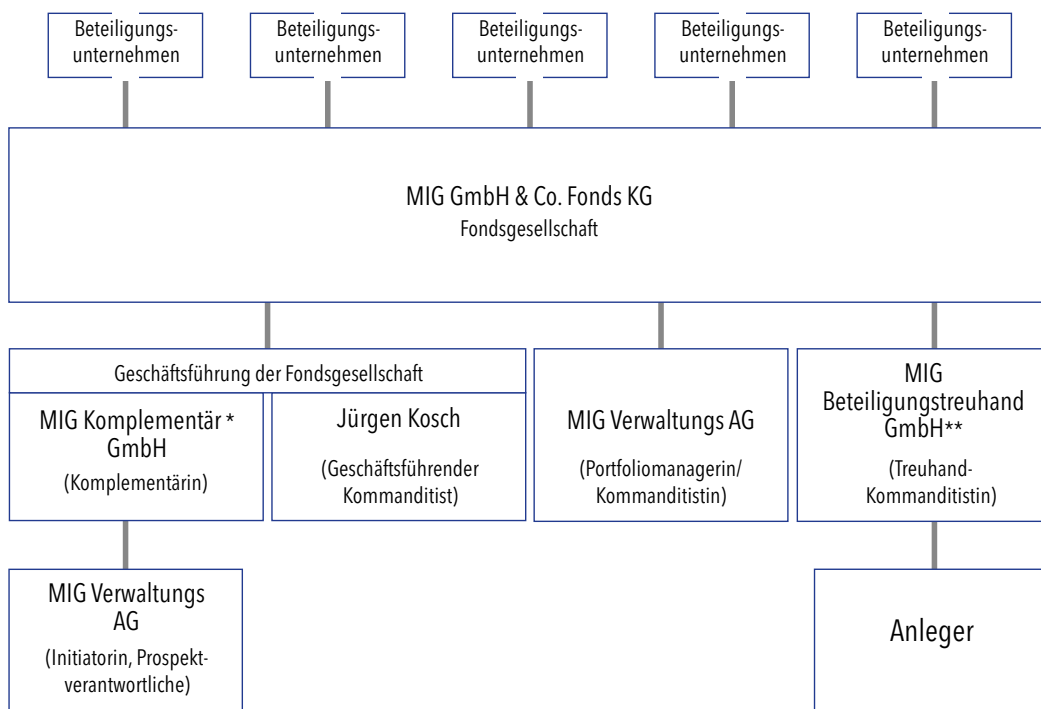 Beteiligungs-
unternehmen
Beteiligungs-
unternehmen
Beteiligungs-
unternehmen
Beteiligungs-
unternehmen
Beteiligungs-
unternehmen
MIG GmbH & Co. Fonds KG
Fondsgesellschaft
Geschäftsführung der Fondsgesellschaft
MIG Komplementär *
GmbH
(Komplementärin)
Jürgen Kosch
(Geschäftsführender
Kommanditist)
MIG Verwaltungs AG
(Portfoliomanagerin/
Kommanditistin)
MIG
Beteiligungstreuhand
GmbH**
(Treuhand-
Kommanditistin)
MIG Verwaltungs
AG
(Initiatorin, Prospekt-
verantwortliche)
Anleger